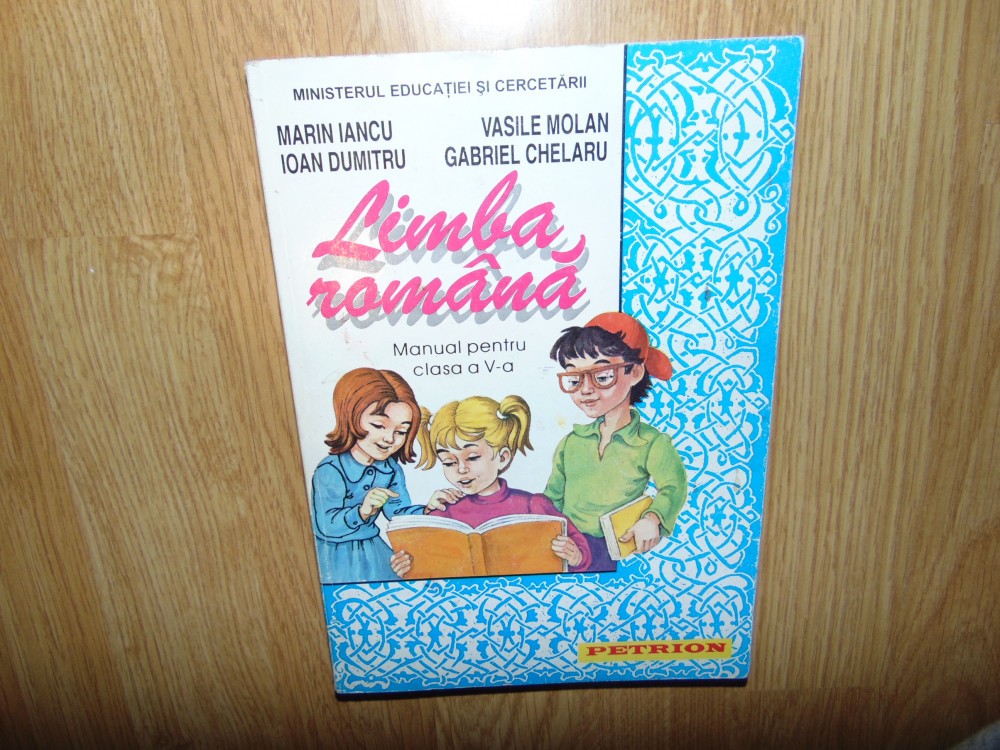 MINISTERUL EDUCAȚIEI ȘI CERCETĂRII
MARIN IANCU VASILE MOLAN
IOAN DUMITRU GABRIEL CHELARU
Limba
română
Manual pentru
clasa a V-a
PETRION